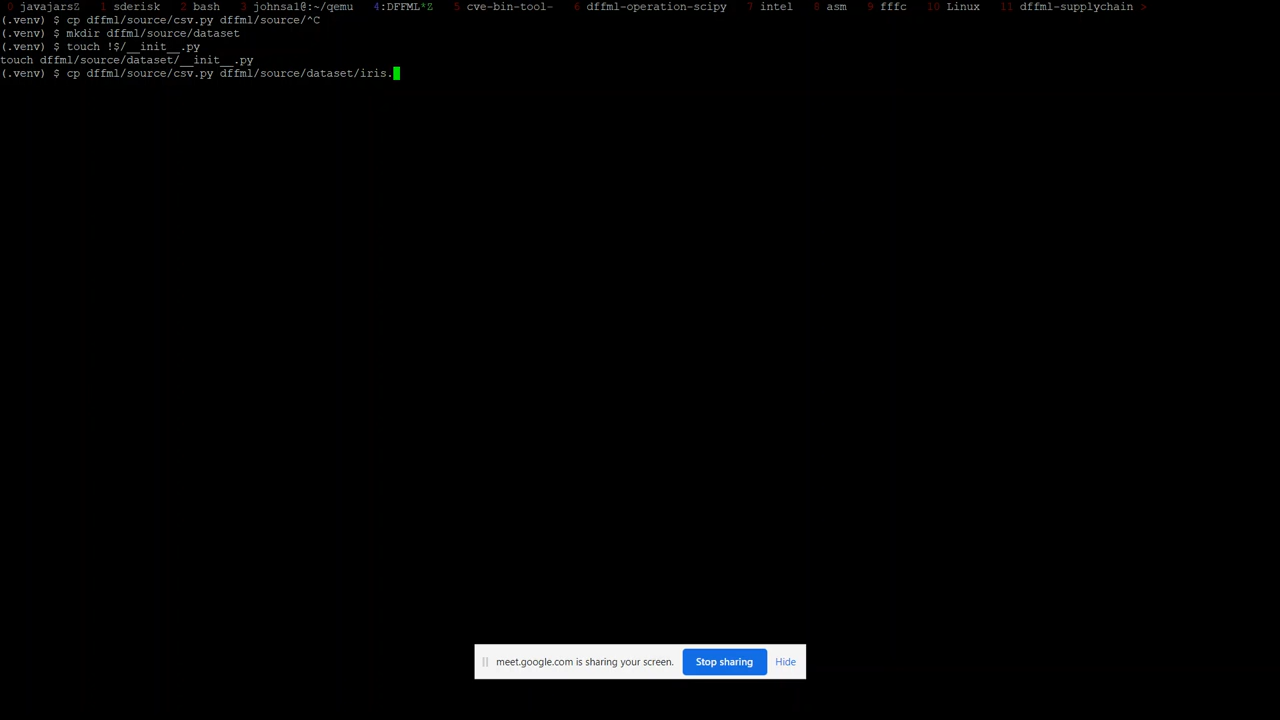 0 javajarsZ 1 sderisk 2 bash 3 johnsa1@:~/qemu 4:DFFML*Z 5 cve-bin-tool- 6 dffml-operation-scipy 7 intel 8 asm 9 fffc 10 Linux 11 dffml-supplychain >
(.venv) $ cp dffml/source/csv.py dffml/source/^C
(.venv) $ mkdir dffml/source/dataset
(.venv) $ touch !$/__init__.py
touch dffml/source/dataset/__init__.py
(.venv) $ cp dffml/source/csv.py dffml/source/dataset/iris.
meet.google.com is sharing your screen. Stop sharing Hide